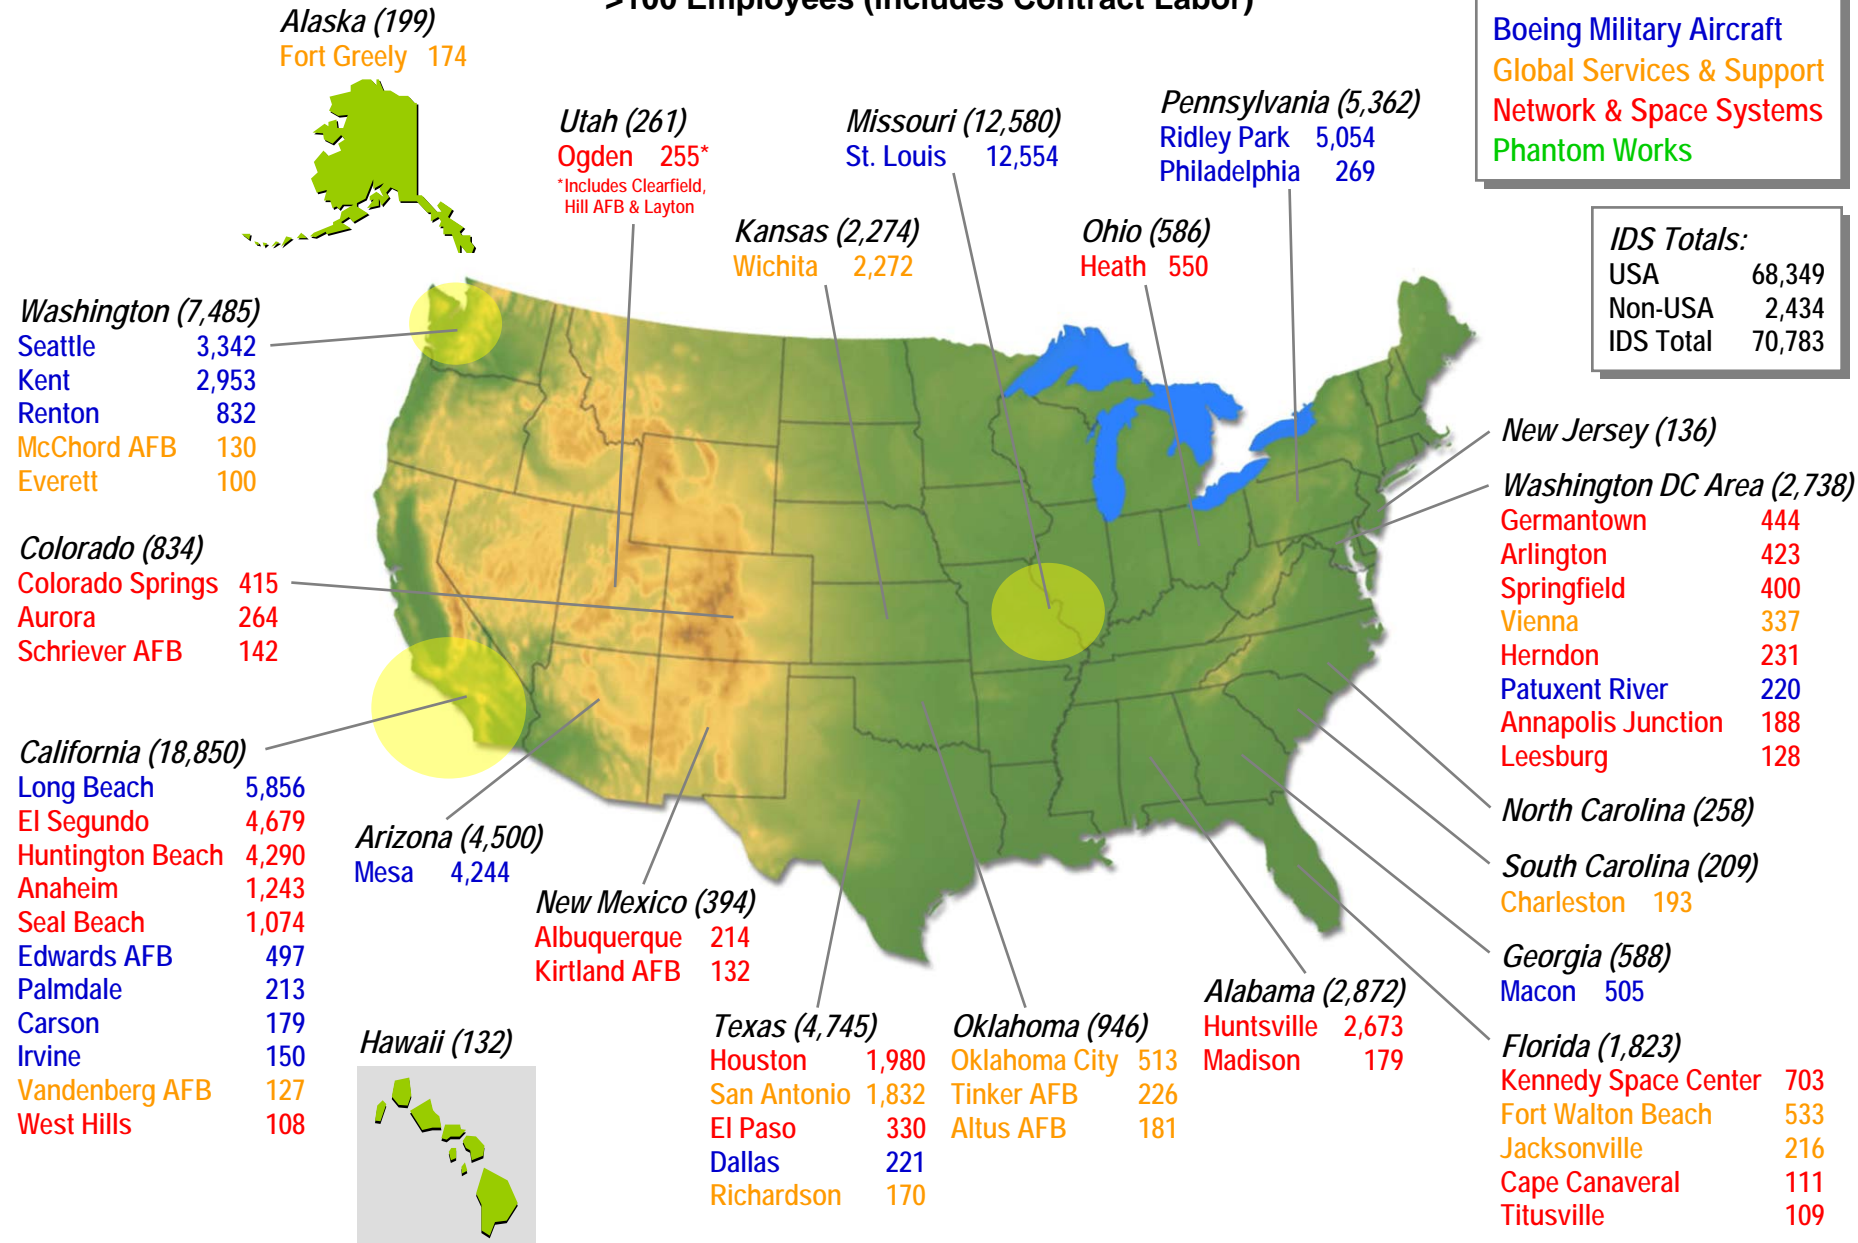 >100 Employees (Includes Contract Labor)
Alaska (199)
Fort Greely 174
Boeing Military Aircraft
Global Services & Support
Network & Space Systems
Phantom Works
Utah (261)
Ogden 255*
*Includes Clearfield,
Hill AFB & Layton
Missouri (12,580)
St. Louis 12,554
Pennsylvania (5,362)
Ridley Park 5,054
Philadelphia 269
Kansas (2,274)
Wichita 2,272
Ohio (586)
Heath 550
IDS Totals:
USA 68,349
Non-USA 2,434
IDS Total 70,783
Washington (7,485)
Seattle 3,342
Kent 2,953
Renton 832
McChord AFB 130
Everett 100
New Jersey (136)
Washington DC Area (2,738)
Germantown 444
Arlington 423
Springfield 400
Vienna 337
Herndon 231
Patuxent River 220
Annapolis Junction 188
Leesburg 128
Colorado (834)
Colorado Springs 415
Aurora 264
Schriever AFB 142
California (18,850)
Long Beach 5,856
El Segundo 4,679
Huntington Beach 4,290
Anaheim 1,243
Seal Beach 1,074
Edwards AFB 497
Palmdale 213
Carson 179
Irvine 150
Vandenberg AFB 127
West Hills 108
Arizona (4,500)
Mesa 4,244
New Mexico (394)
Albuquerque 214
Kirtland AFB 132
Hawaii (132)
Texas (4,745)
Houston 1,980
San Antonio 1,832
El Paso 330
Dallas 221
Richardson 170
Oklahoma (946)
Oklahoma City 513
Tinker AFB 226
Altus AFB 181
Alabama (2,872)
Huntsville 2,673
Madison 179
North Carolina (258)
South Carolina (209)
Charleston 193
Georgia (588)
Macon 505
Florida (1,823)
Kennedy Space Center 703
Fort Walton Beach 533
Jacksonville 216
Cape Canaveral 111
Titusville 109